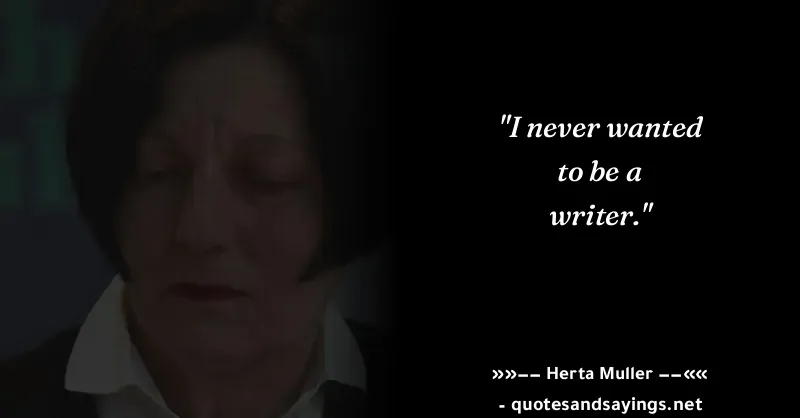 "I never wanted
to be a
writer."
»»−− Herta Muller −−««
- quotesandsayings.net